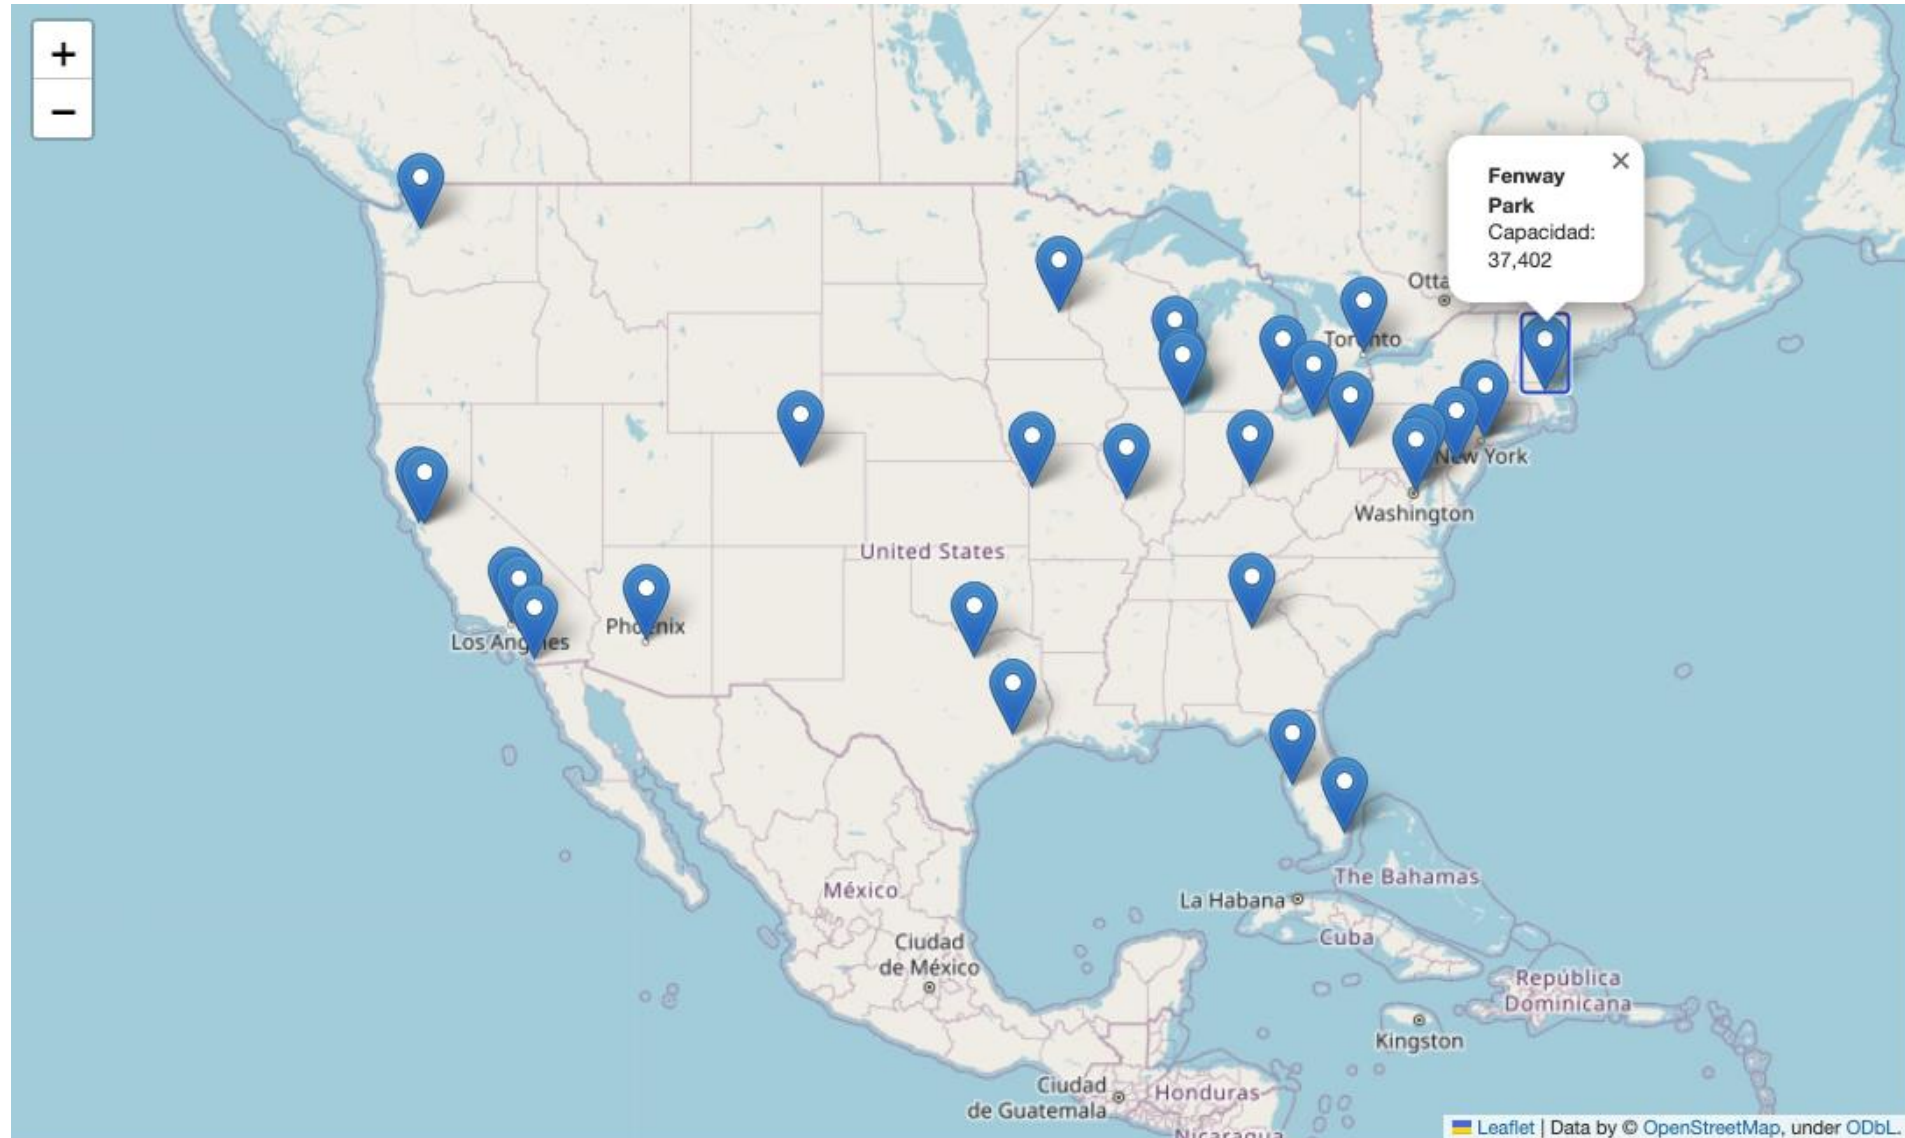 +
−
Fenway
Park
Capacidad:
37,402
×
Otta
Toronto
New York
Washington
United States
Los Angeles
Phoenix
México
Ciudad
de México
La Habana
The Bahamas
Cuba
República
Dominicana
Kingston
Ciudad
de Guatemala
Honduras
Nicaragua
Leaflet | Data by © OpenStreetMap, under ODbL.